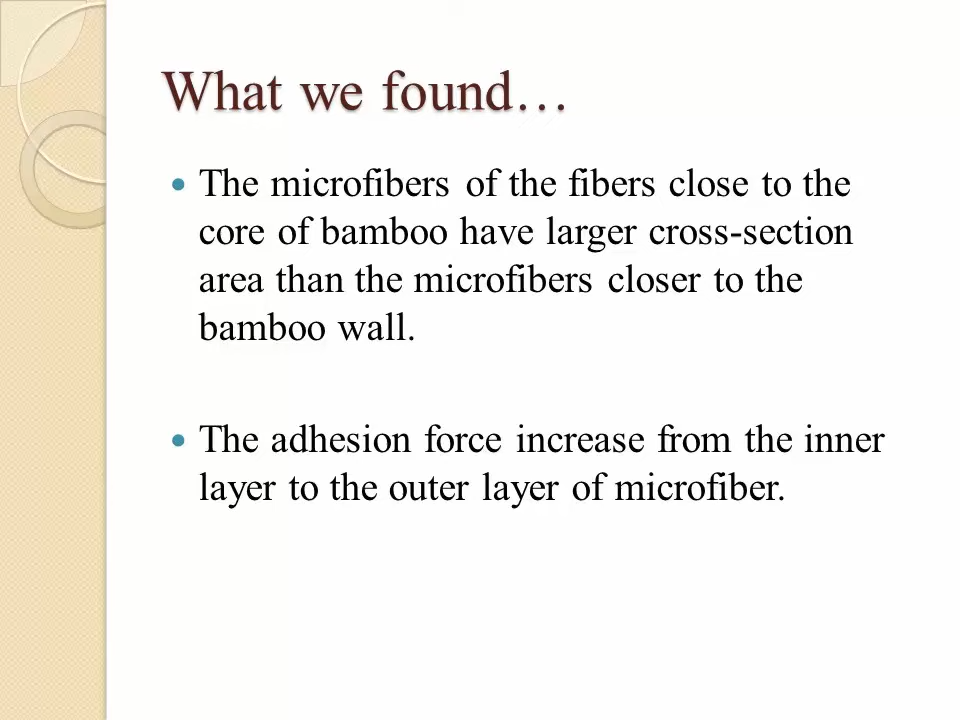 What we found…
• The microfibers of the fibers close to the
core of bamboo have larger cross-section
area than the microfibers closer to the
bamboo wall.
• The adhesion force increase from the inner
layer to the outer layer of microfiber.